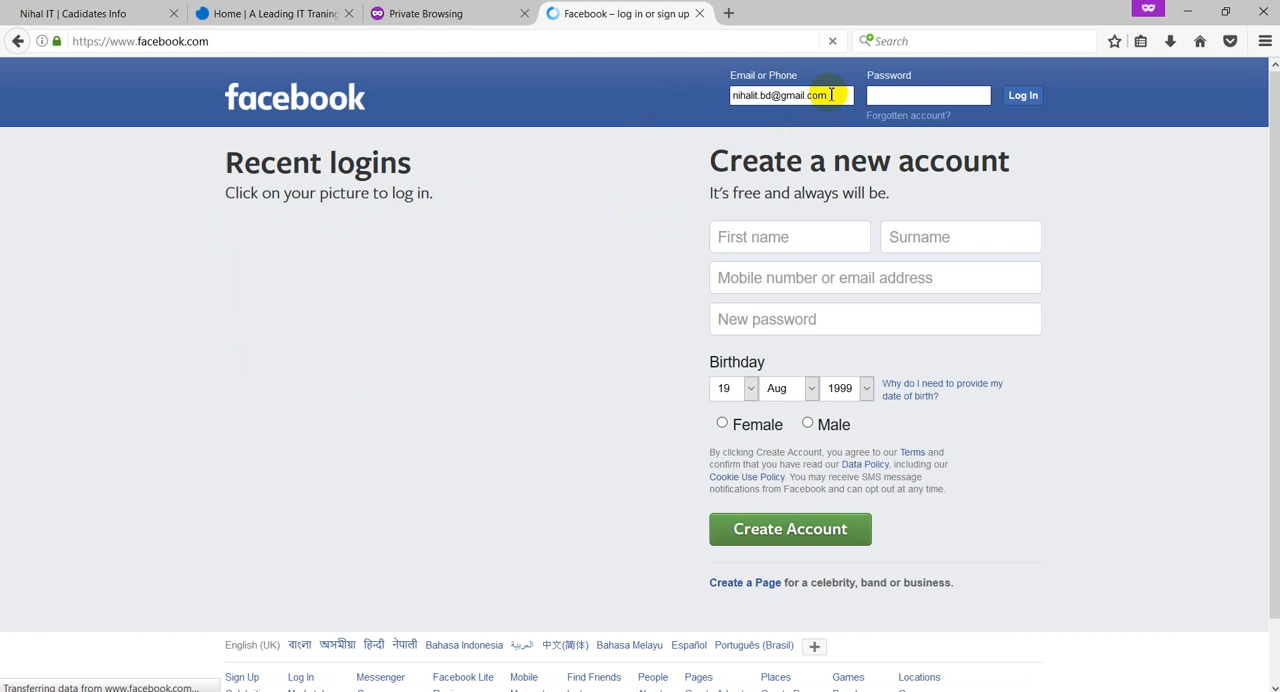 Nihal IT | Cadidates Info
Home | A Leading IT Traning
Private Browsing
Facebook – log in or sign up
https://www.facebook.com
Search
Email or Phone
Password
facebook
nihalit.bd@gmail.com
Log In
Forgotten account?
Recent logins
Click on your picture to log in.
Create a new account
It's free and always will be.
First name
Surname
Mobile number or email address
New password
Birthday
19
Aug
1999
Why do I need to provide my
date of birth?
Female
Male
By clicking Create Account, you agree to our Terms and
confirm that you have read our Data Policy, including our
Cookie Use Policy. You may receive SMS message
notifications from Facebook and can opt out at any time.
Create Account
Create a Page for a celebrity, band or business.
English (UK) বাংলা অসমীয়া हिन्दी नेपाली Bahasa Indonesia العربية 中文(简体) Bahasa Melayu Español Português (Brasil)
Sign Up Log In Messenger Facebook Lite Mobile Find Friends People Pages Places Games Locations
Transferring data from www.facebook.com...